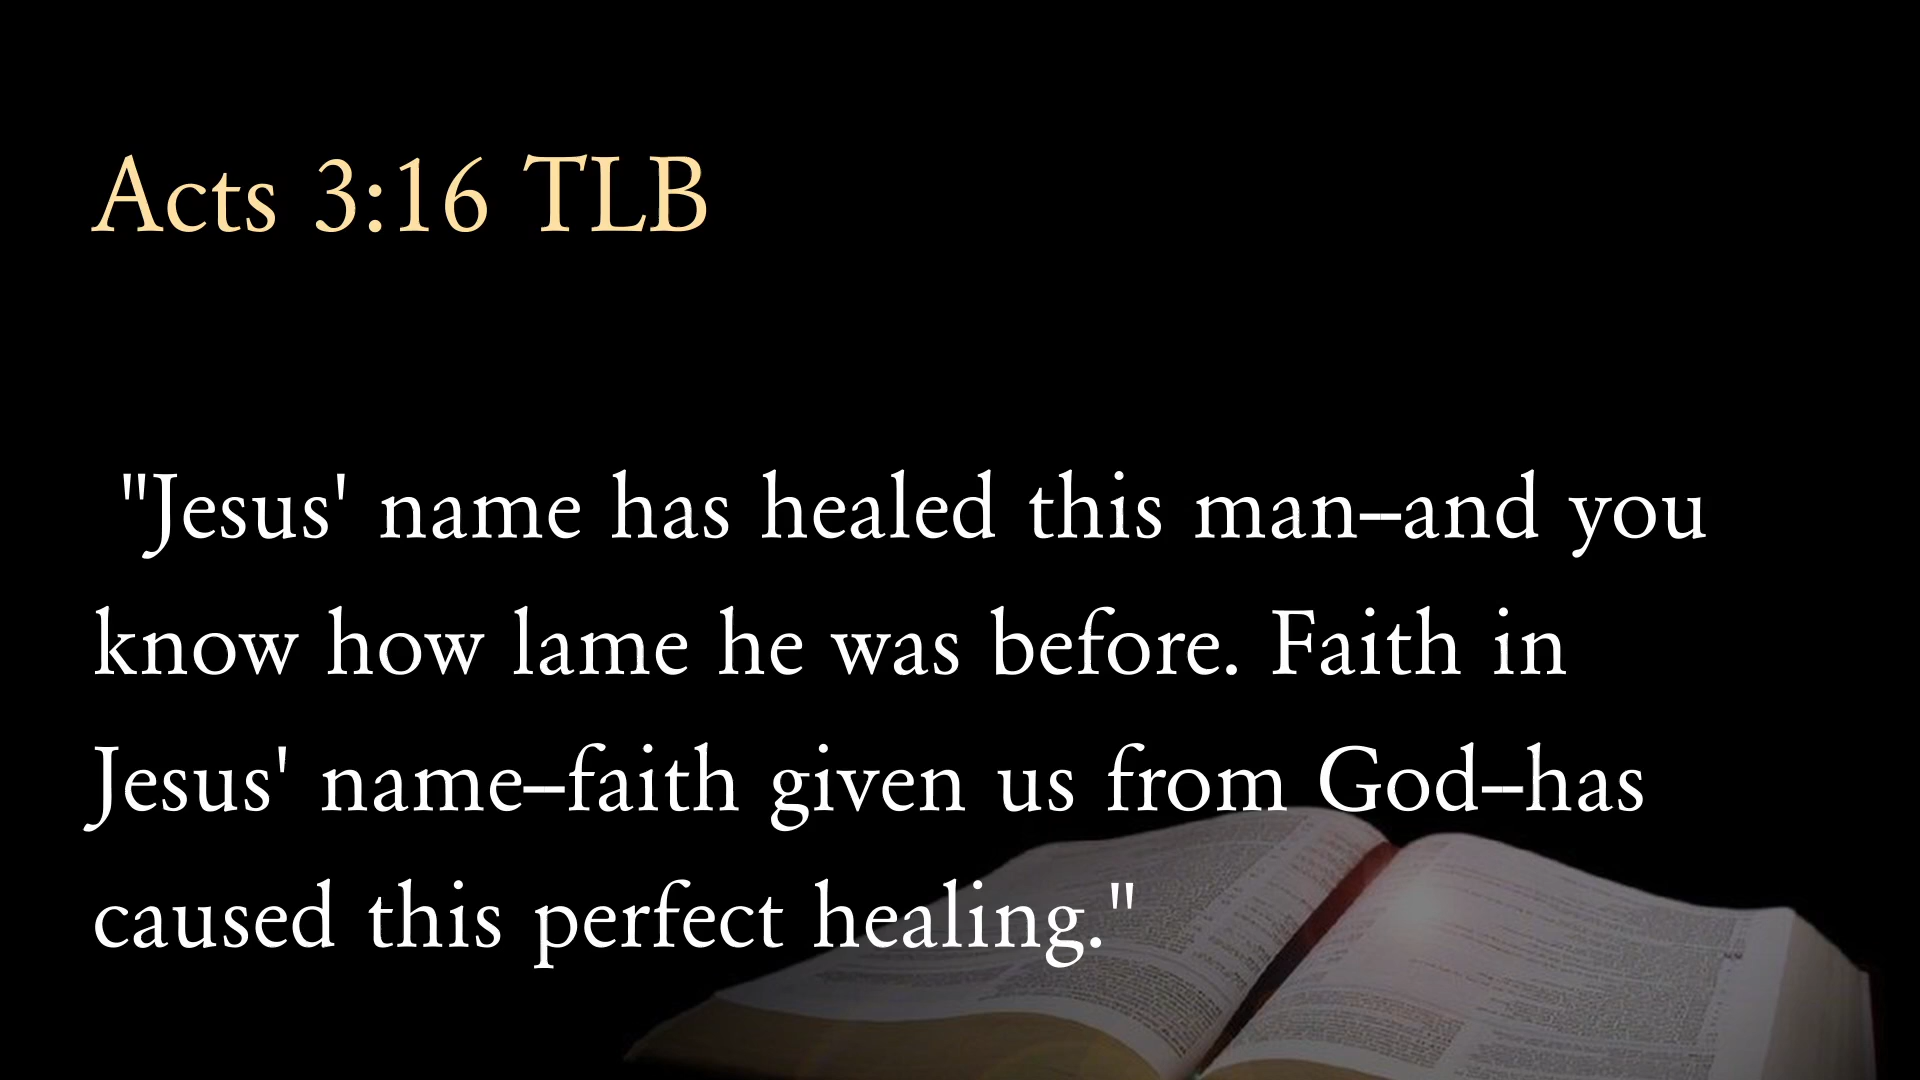 Acts 3:16 TLB
"Jesus' name has healed this man–and you
know how lame he was before. Faith in
Jesus' name–faith given us from God–has
caused this perfect healing."